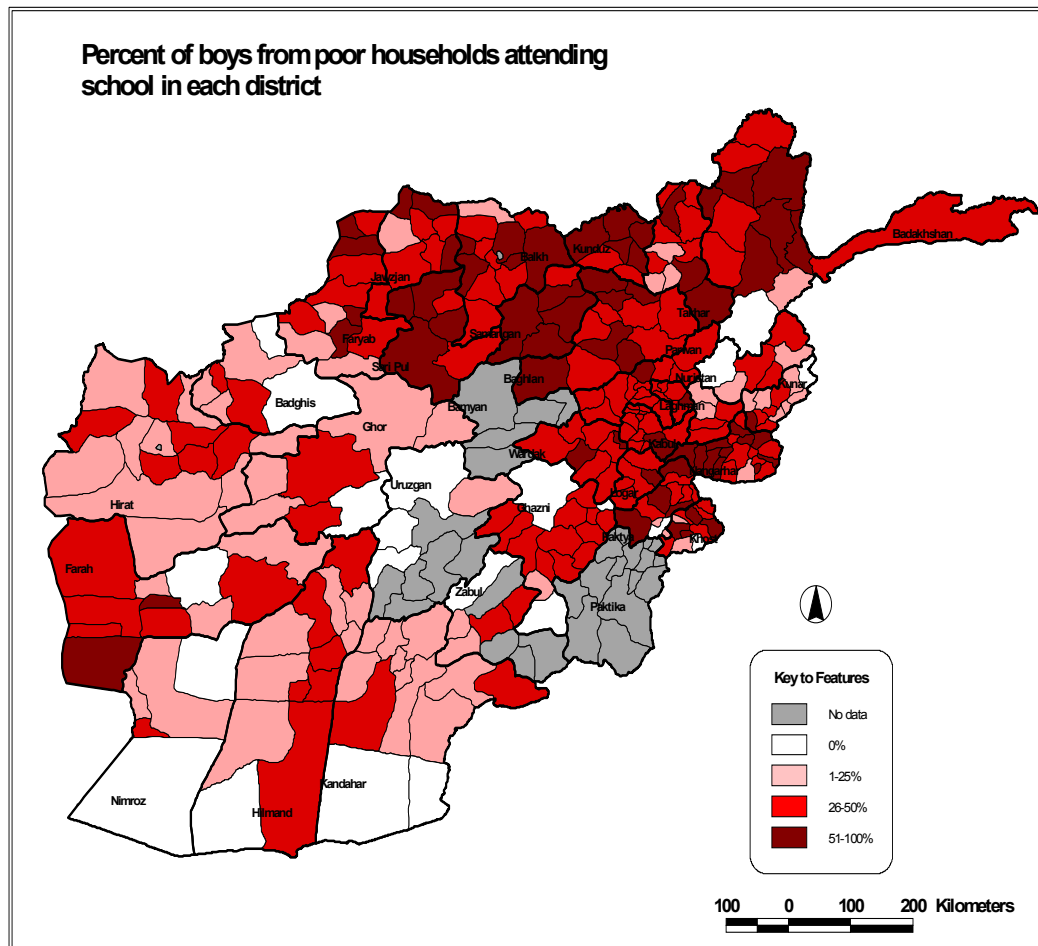 Percent of boys from poor households attending
school in each district
Badakhshan
Balkh
Kunduz
Jawzjan
Takhar
Samangan
Faryab
Parwan
Sari Pul
Baghlan
Nuristan
Kunar
Badghis
Bamyan
Laghman
Ghor
Kabul
Wardak
Nangarhar
Uruzgan
Logar
Ghazni
Hirat
Paktya
Khost
Farah
Zabul
Paktika
Key to Features
No data
0%
1-25%
26-50%
51-100%
Kandahar
Nimroz
Hilmand
100 0 100 200 Kilometers